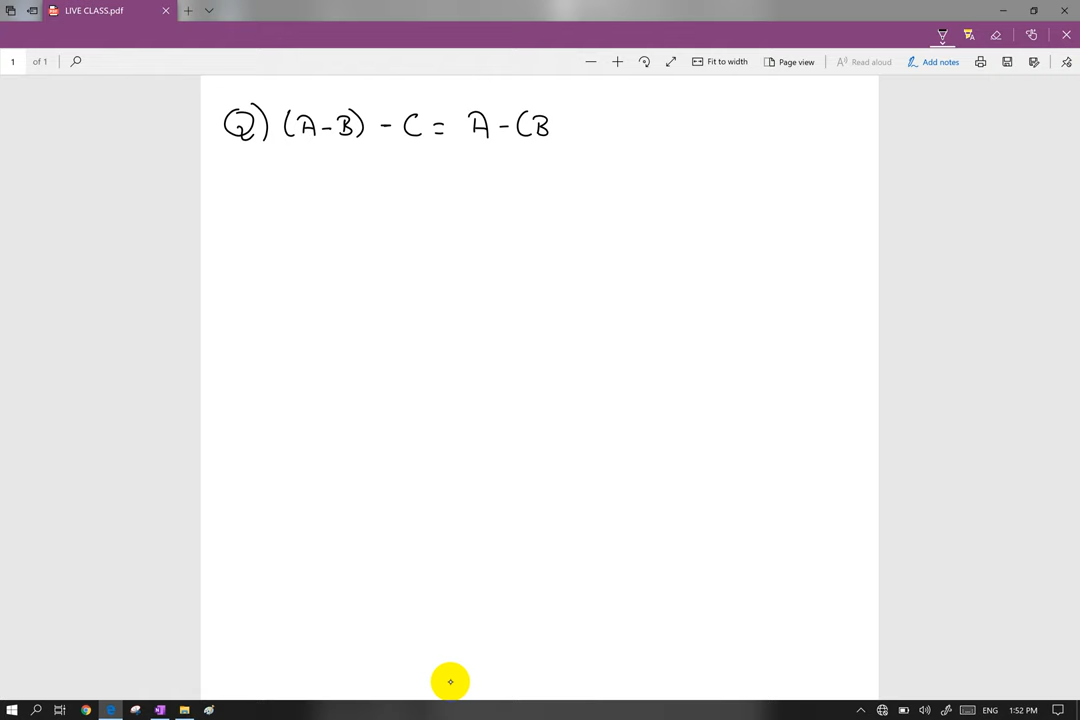 LIVE CLASS.pdf
1 of 1
Fit to width
Page view
Read aloud
Add notes
Q) (A-B) - C = A - (B
ENG
1:52 PM